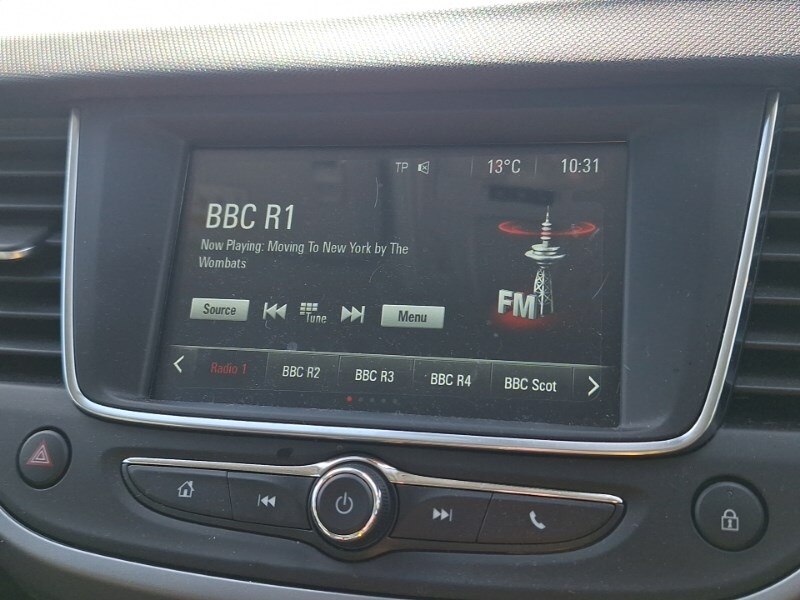 TP 13°C 10:31
BBC R1
Now Playing: Moving To New York by The
Wombats
FM
Source Tune Menu
Radio 1 BBC R2 BBC R3 BBC R4 BBC Scot